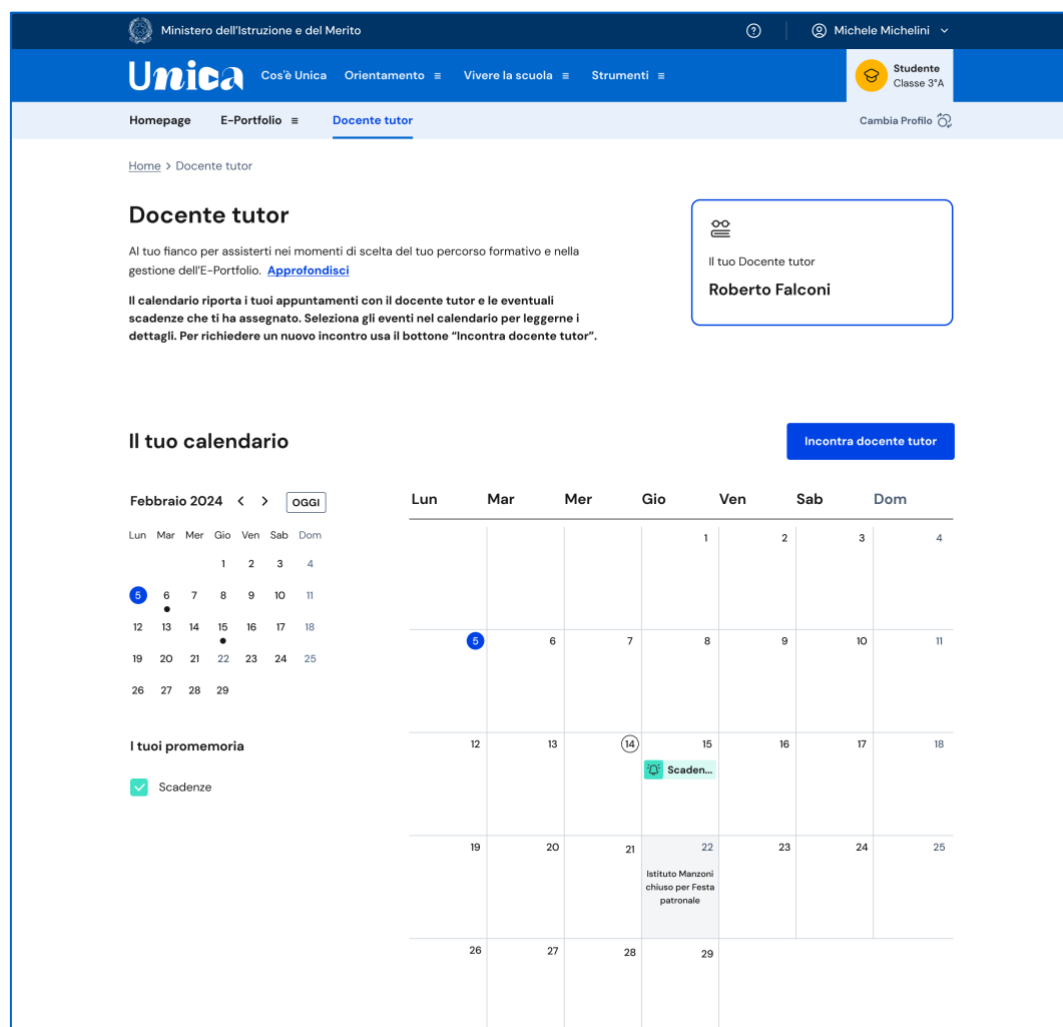 Ministero dell'Istruzione e del Merito
Michele Michelini
Unica
Cos'è Unica Orientamento Vivere la scuola Strumenti
Studente
Classe 3°A
Homepage E-Portfolio Docente tutor
Cambia Profilo
Home > Docente tutor
Docente tutor
Al tuo fianco per assisterti nei momenti di scelta del tuo percorso formativo e nella
gestione dell'E-Portfolio. Approfondisci
Il calendario riporta i tuoi appuntamenti con il docente tutor e le eventuali
scadenze che ti ha assegnato. Seleziona gli eventi nel calendario per leggerne i
dettagli. Per richiedere un nuovo incontro usa il bottone “Incontra docente tutor”.
Il tuo Docente tutor
Roberto Falconi
Il tuo calendario
Incontra docente tutor
Febbraio 2024 < > OGGI
Lun Mar Mer Gio Ven Sab Dom
1 2 3 4
5 6 7 8 9 10 11
12 13 14 15 16 17 18
19 20 21 22 23 24 25
26 27 28 29
I tuoi promemoria
Scadenze
Lun Mar Mer Gio Ven Sab Dom
1 2 3 4
5 6 7 8 9 10 11
12 13 14 15 16 17 18
Scaden...
19 20 21 22 23 24 25
Istituto Manzoni
chiuso per Festa
patronale
26 27 28 29